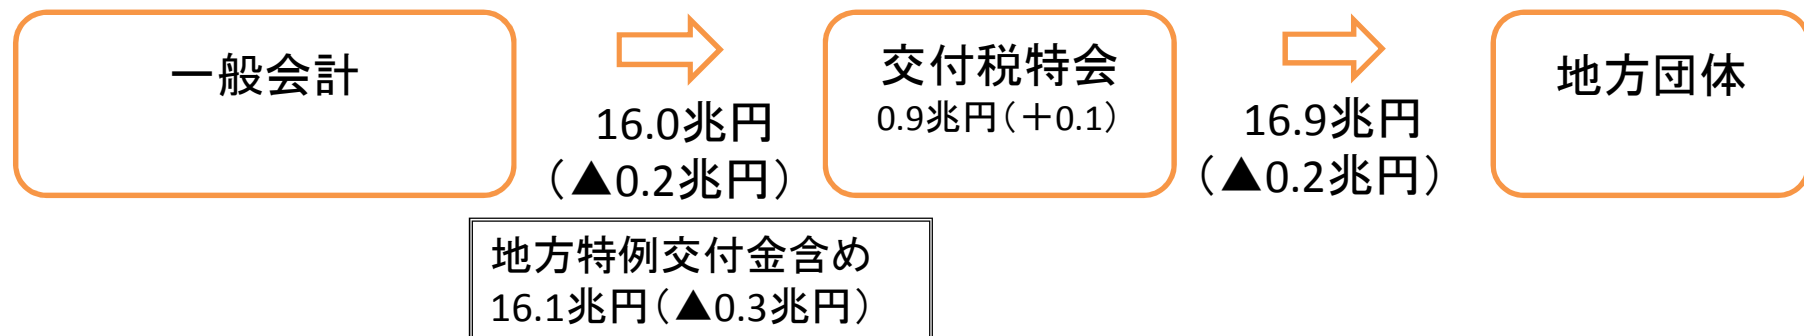 一般会計
16.0兆円
（▲0.2兆円）
交付税特会
0.9兆円（＋0.1）
16.9兆円
（▲0.2兆円）
地方団体
地方特例交付金含め
16.1兆円（▲0.3兆円）